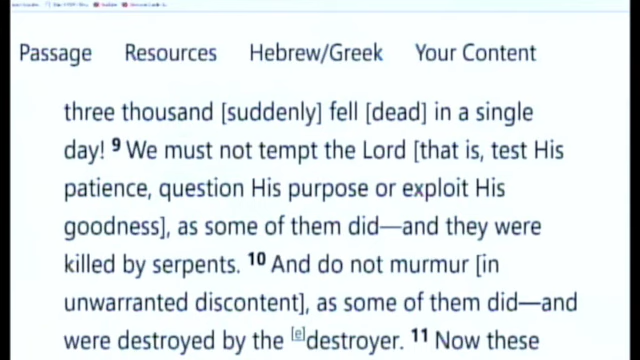 Passage Resources Hebrew/Greek Your Content
three thousand [suddenly] fell [dead] in a single
day! 9 We must not tempt the Lord [that is, test His
patience, question His purpose or exploit His
goodness], as some of them did—and they were
killed by serpents. 10 And do not murmur [in
unwarranted discontent], as some of them did—and
were destroyed by the [e]destroyer. 11 Now these